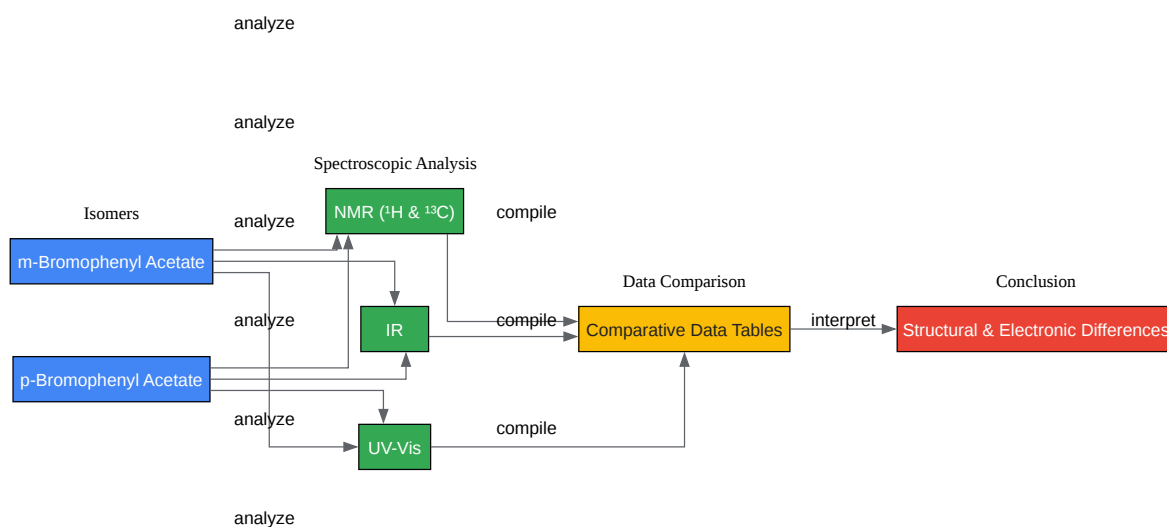 analyze
analyze
Spectroscopic Analysis
Isomers
NMR (¹H & ¹³C)
analyze
compile
m-Bromophenyl Acetate
Data Comparison
Conclusion
IR
analyze
compile
Comparative Data Tables
interpret
Structural & Electronic Differences
p-Bromophenyl Acetate
analyze
compile
UV-Vis
analyze